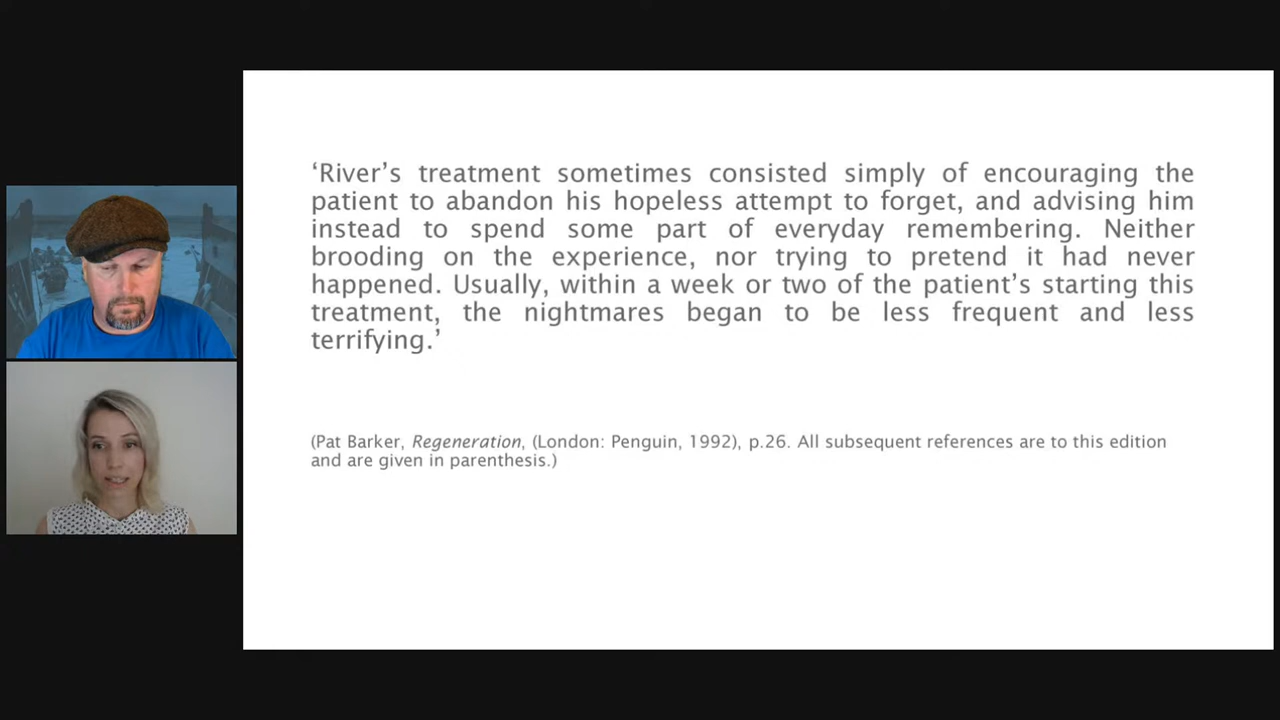 ‘River’s treatment sometimes consisted simply of encouraging the
patient to abandon his hopeless attempt to forget, and advising him
instead to spend some part of everyday remembering. Neither
brooding on the experience, nor trying to pretend it had never
happened. Usually, within a week or two of the patient’s starting this
treatment, the nightmares began to be less frequent and less
terrifying.’
(Pat Barker, Regeneration, (London: Penguin, 1992), p.26. All subsequent references are to this edition
and are given in parenthesis.)